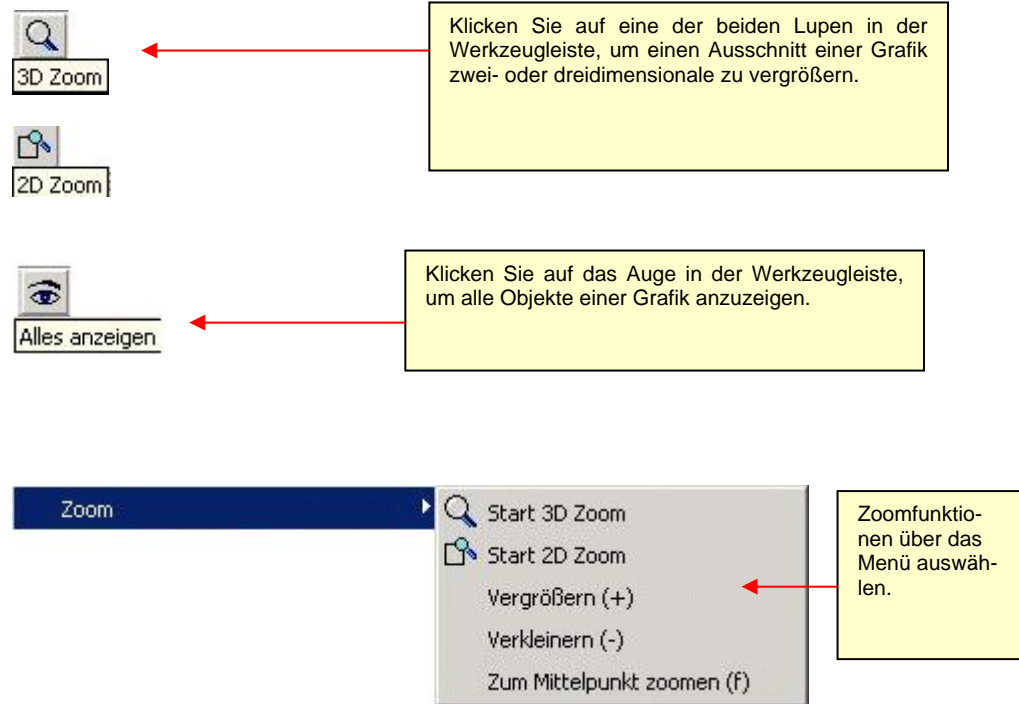 Klicken Sie auf eine der beiden Lupen in der
Werkzeugleiste, um einen Ausschnitt einer Grafik
zwei- oder dreidimensionale zu vergrößern.
3D Zoom
2D Zoom
Klicken Sie auf das Auge in der Werkzeugleiste,
um alle Objekte einer Grafik anzuzeigen.
Alles anzeigen
Zoom
Start 3D Zoom
Start 2D Zoom
Vergrößern (+)
Verkleinern (-)
Zum Mittelpunkt zoomen (f)
Zoomfunktio-
nen über das
Menü auswäh-
len.